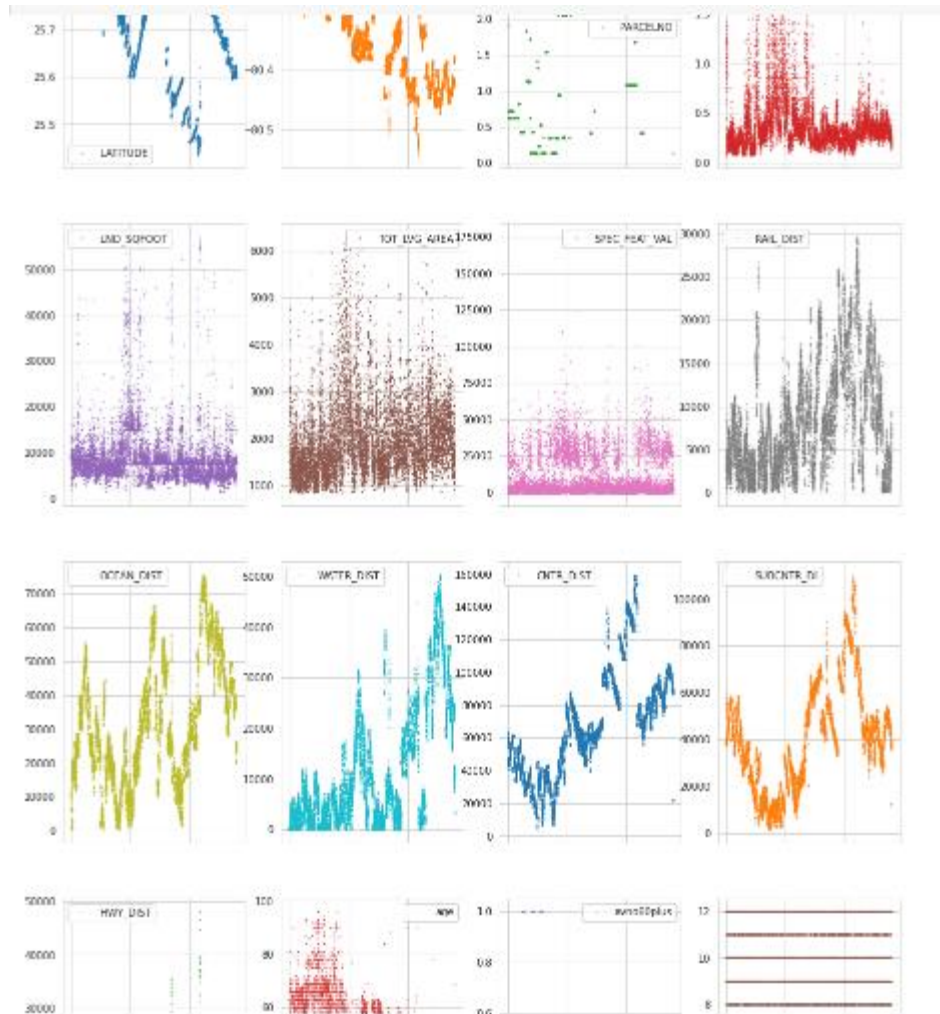 25.7 2.0 PARCELNO
1.5
25.6 −80.4 1.0 1.0
25.5 −80.5 0.5 0.5
LATITUDE 0.0 0.0
LND_SQFOOT TOT_LVG_AREA 175000 SPEC_FEAT_VAL 30000 RAIL_DIST
50000 6000 150000 25000
40000 5000 125000 20000
30000 4000 100000 15000
20000 3000 75000 10000
10000 2000 50000 5000
0 1000 25000 0
0
OCEAN_DIST 50000 WATER_DIST 160000 CNTR_DIST SUBCNTR_DI
70000 40000 140000 100000
60000 30000 120000 80000
50000 20000 100000 60000
40000 10000 80000 40000
30000 0 60000 20000
20000 40000 0
10000 20000
0 0
50000 HWY_DIST 100 age 1.0 avno60plus 12
11
40000 80 0.8 10
9
30000 60 0.6 8